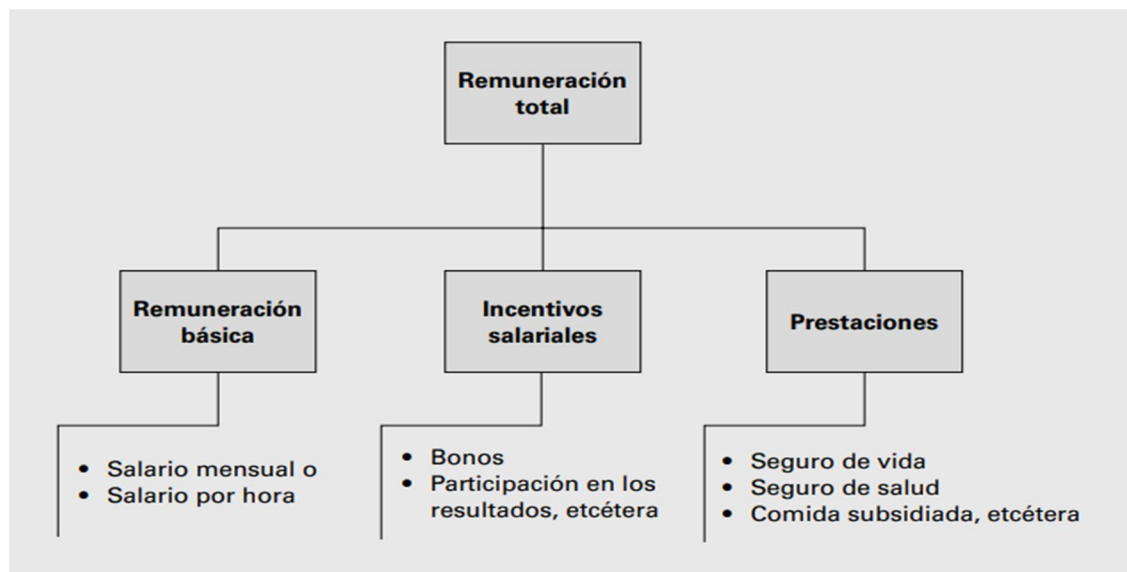 Remuneración
total
Remuneración
básica
Incentivos
salariales
Prestaciones
• Salario mensual o
• Salario por hora
• Bonos
• Participación en los
resultados, etcétera
• Seguro de vida
• Seguro de salud
• Comida subsidiada, etcétera